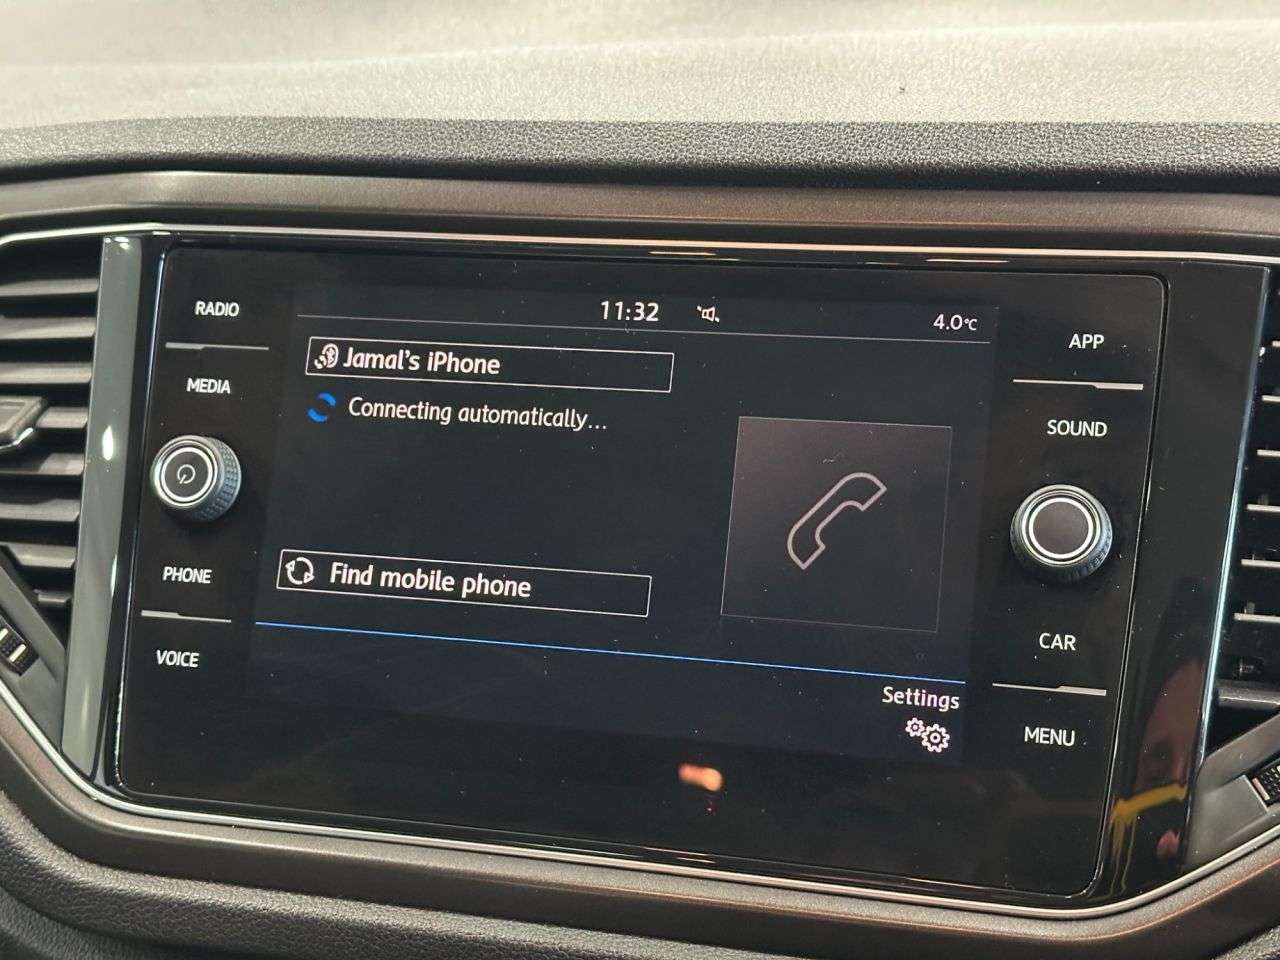 RADIO
MEDIA
PHONE
VOICE
11:32
4.0°C
Jamal's iPhone
Connecting automatically...
Find mobile phone
Settings
APP
SOUND
CAR
MENU